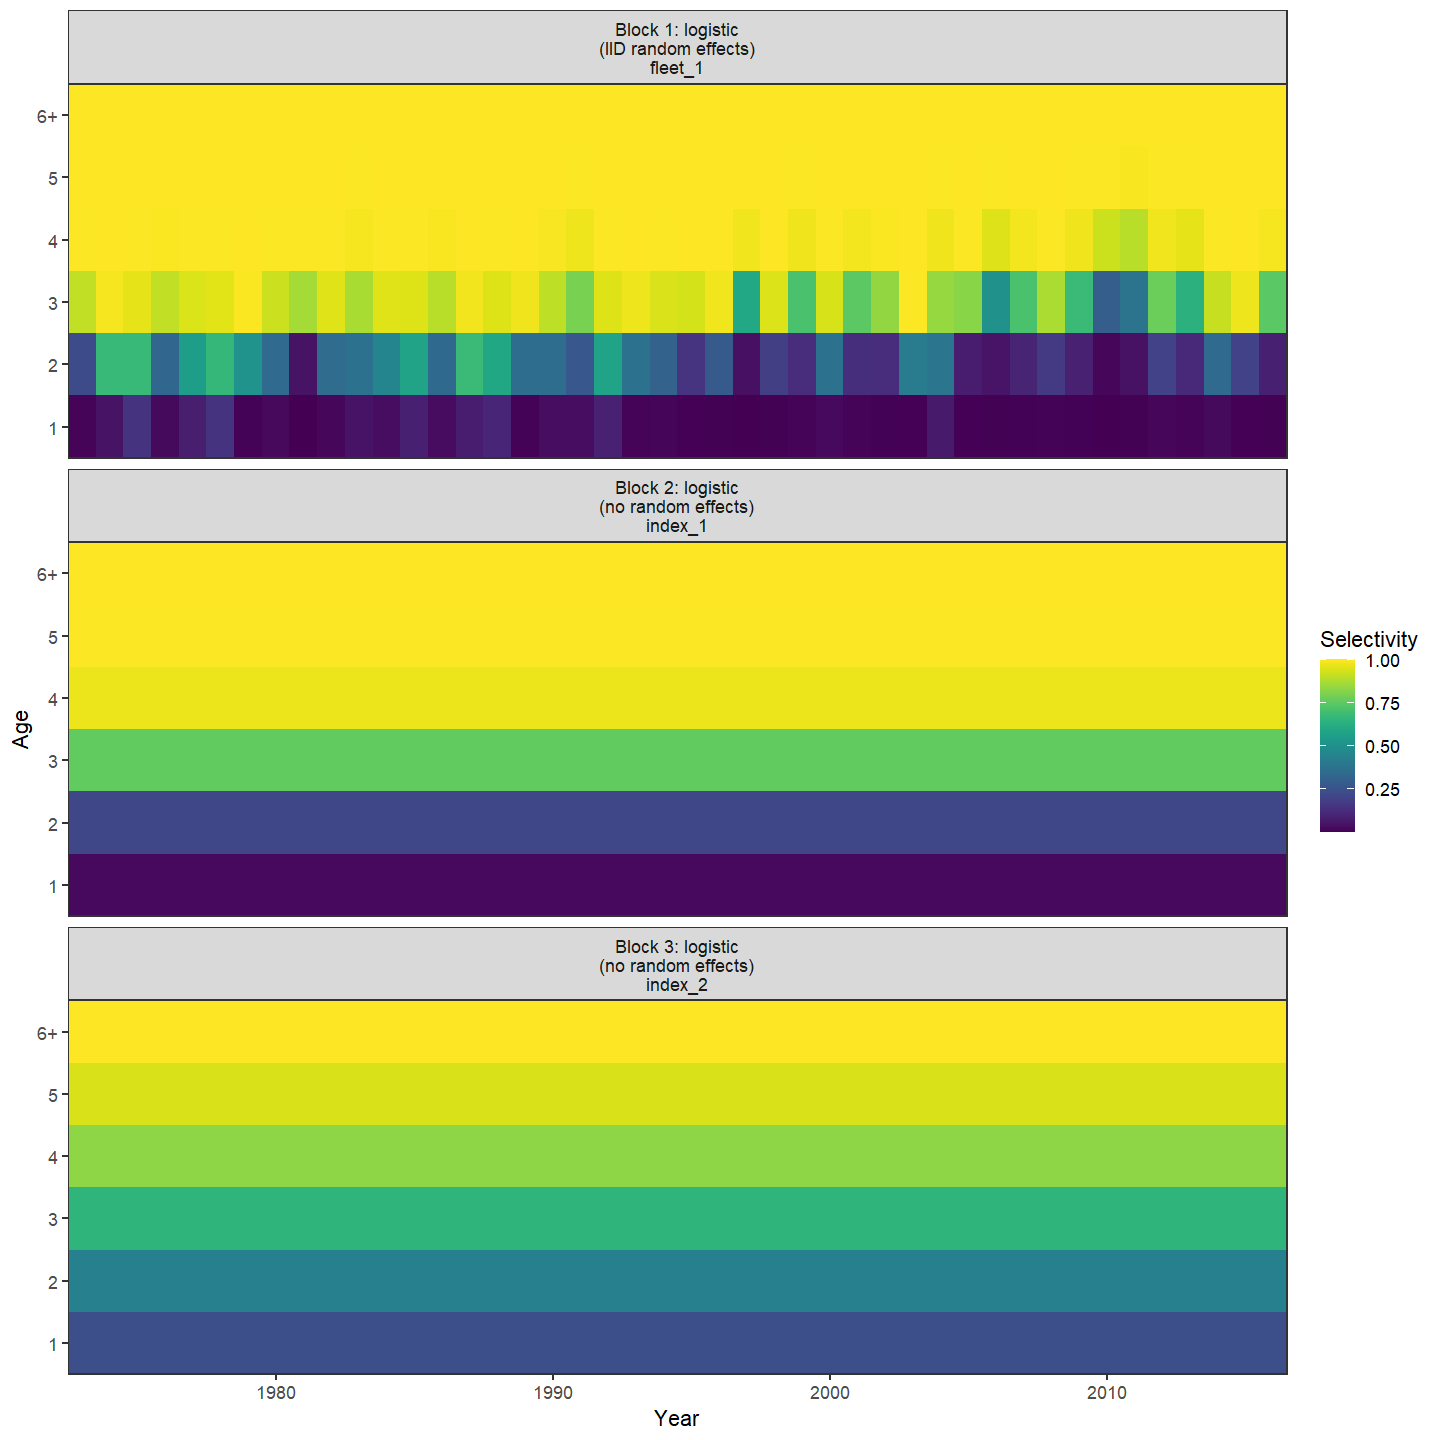 Block 1: logistic
(IID random effects)
fleet_1
6+
5
4
3
2
1
Block 2: logistic
(no random effects)
index_1
6+
5
4
3
2
1
Block 3: logistic
(no random effects)
index_2
6+
5
4
3
2
1
Age
1980
1990
2000
2010
Year
Selectivity
1.00
0.75
0.50
0.25